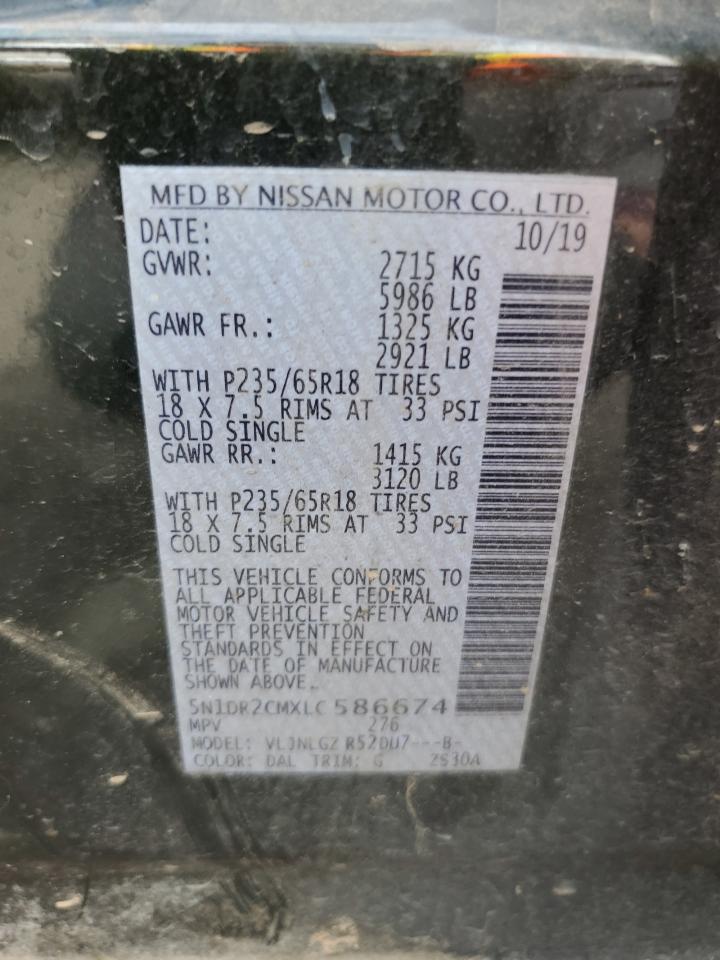 MFD BY NISSAN MOTOR CO., LTD.
DATE: 10/19
GVWR: 2715 KG
5986 LB
GAWR FR.: 1325 KG
2921 LB
WITH P235/65R18 TIRES
18 X 7.5 RIMS AT 33 PSI
COLD SINGLE
GAWR RR.: 1415 KG
3120 LB
WITH P235/65R18 TIRES
18 X 7.5 RIMS AT 33 PSI
COLD SINGLE
THIS VEHICLE CONFORMS TO
ALL APPLICABLE FEDERAL
MOTOR VEHICLE SAFETY AND
THEFT PREVENTION
STANDARDS IN EFFECT ON
THE DATE OF MANUFACTURE
SHOWN ABOVE.
5N1DR2CMXLC586674
MPV 276
MODEL: R52DU7---B-
COLOR: DAL TRIM: G 2S30A